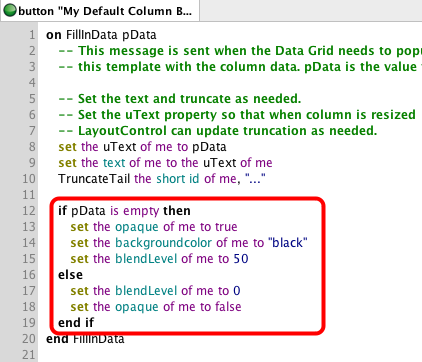 button "My Default Column B...
1 on FillInData pData
2 -- This message is sent when the Data Grid needs to popu
3 -- this template with the column data. pData is the value
4
5 -- Set the text and truncate as needed.
6 -- Set the uText property so that when column is resized
7 -- LayoutControl can update truncation as needed.
8 set the uText of me to pData
9 set the text of me to the uText of me
10 TruncateTail the short id of me, "..."
11
12 if pData is empty then
13 set the opaque of me to true
14 set the backgroundcolor of me to "black"
15 set the blendLevel of me to 50
16 else
17 set the blendLevel of me to 0
18 set the opaque of me to false
19 end if
20 end FillInData
21